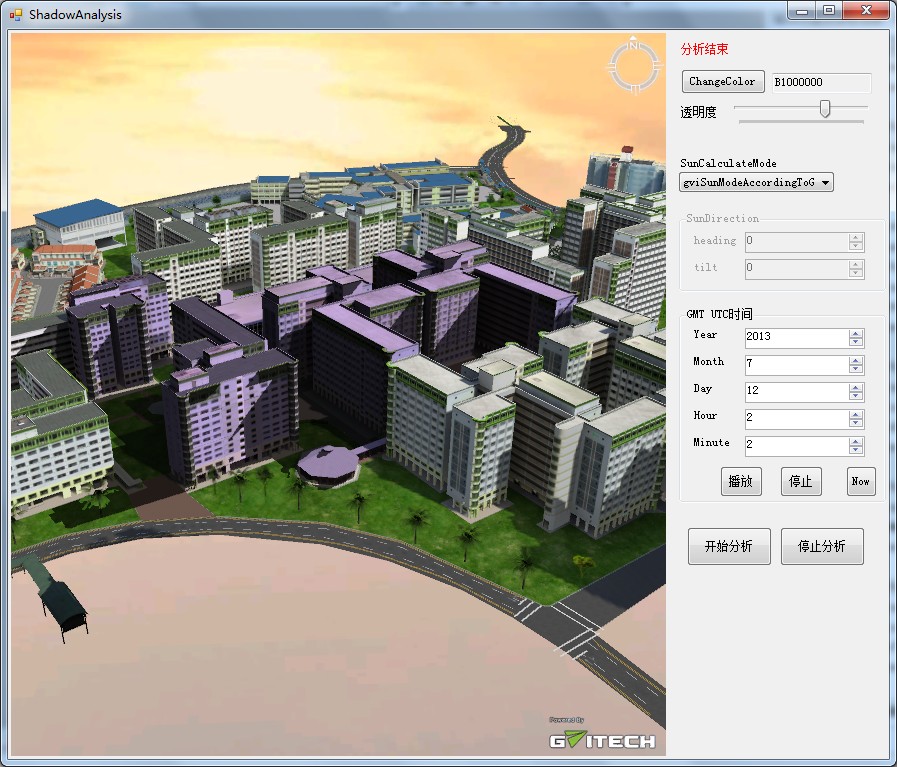 ShadowAnalysis
N
分析结束
ChangeColor B1000000
透明度
SunCalculateMode
gviSunModeAccordingToG
SunDirection
heading 0
tilt 0
GMT UTC时间
Year 2013
Month 7
Day 12
Hour 2
Minute 2
播放 停止 Now
开始分析 停止分析
Powered By
GVITECH